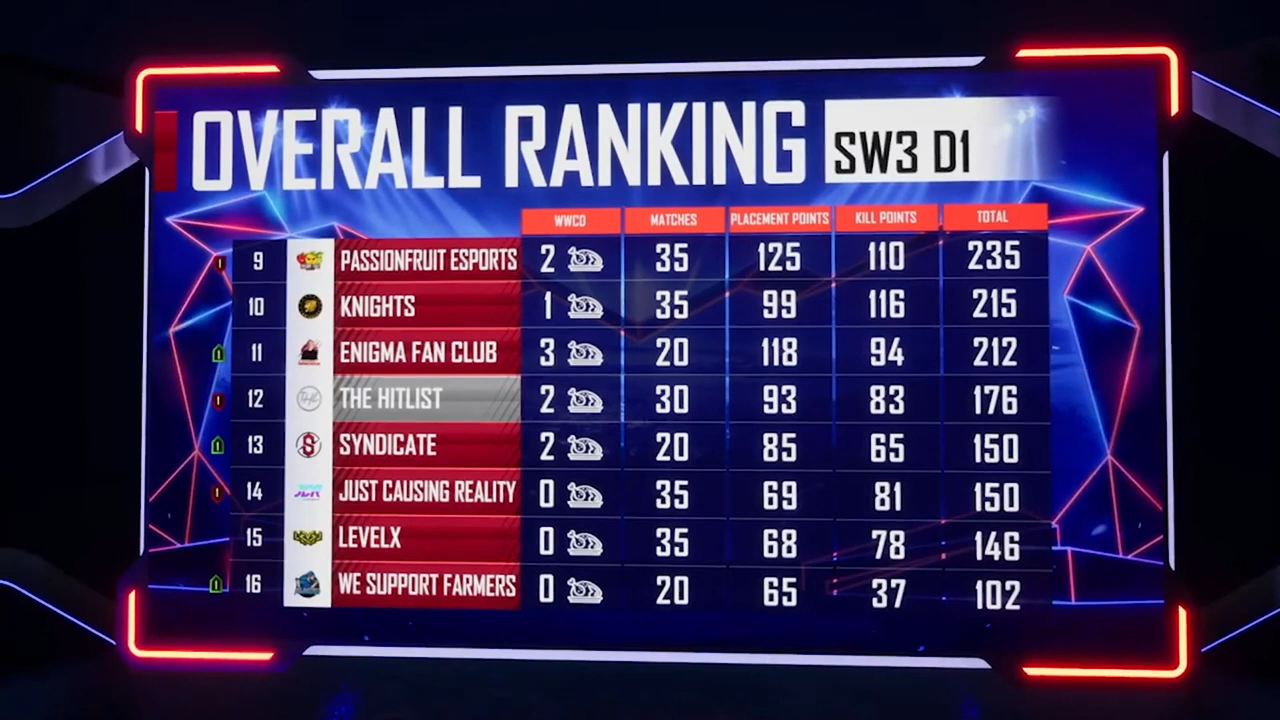 OVERALL RANKING SW3 D1
WWCD MATCHES PLACEMENT POINTS KILL POINTS TOTAL
9 PASSIONFRUIT ESPORTS 2 35 125 110 235
10 KNIGHTS 1 35 99 116 215
1 11 ENIGMA FAN CLUB 3 20 118 94 212
12 THE HITLIST 2 30 93 83 176
1 13 SYNDICATE 2 20 85 65 150
14 JUST CAUSING REALITY 0 35 69 81 150
15 LEVELX 0 35 68 78 146
1 16 WE SUPPORT FARMERS 0 20 65 37 102